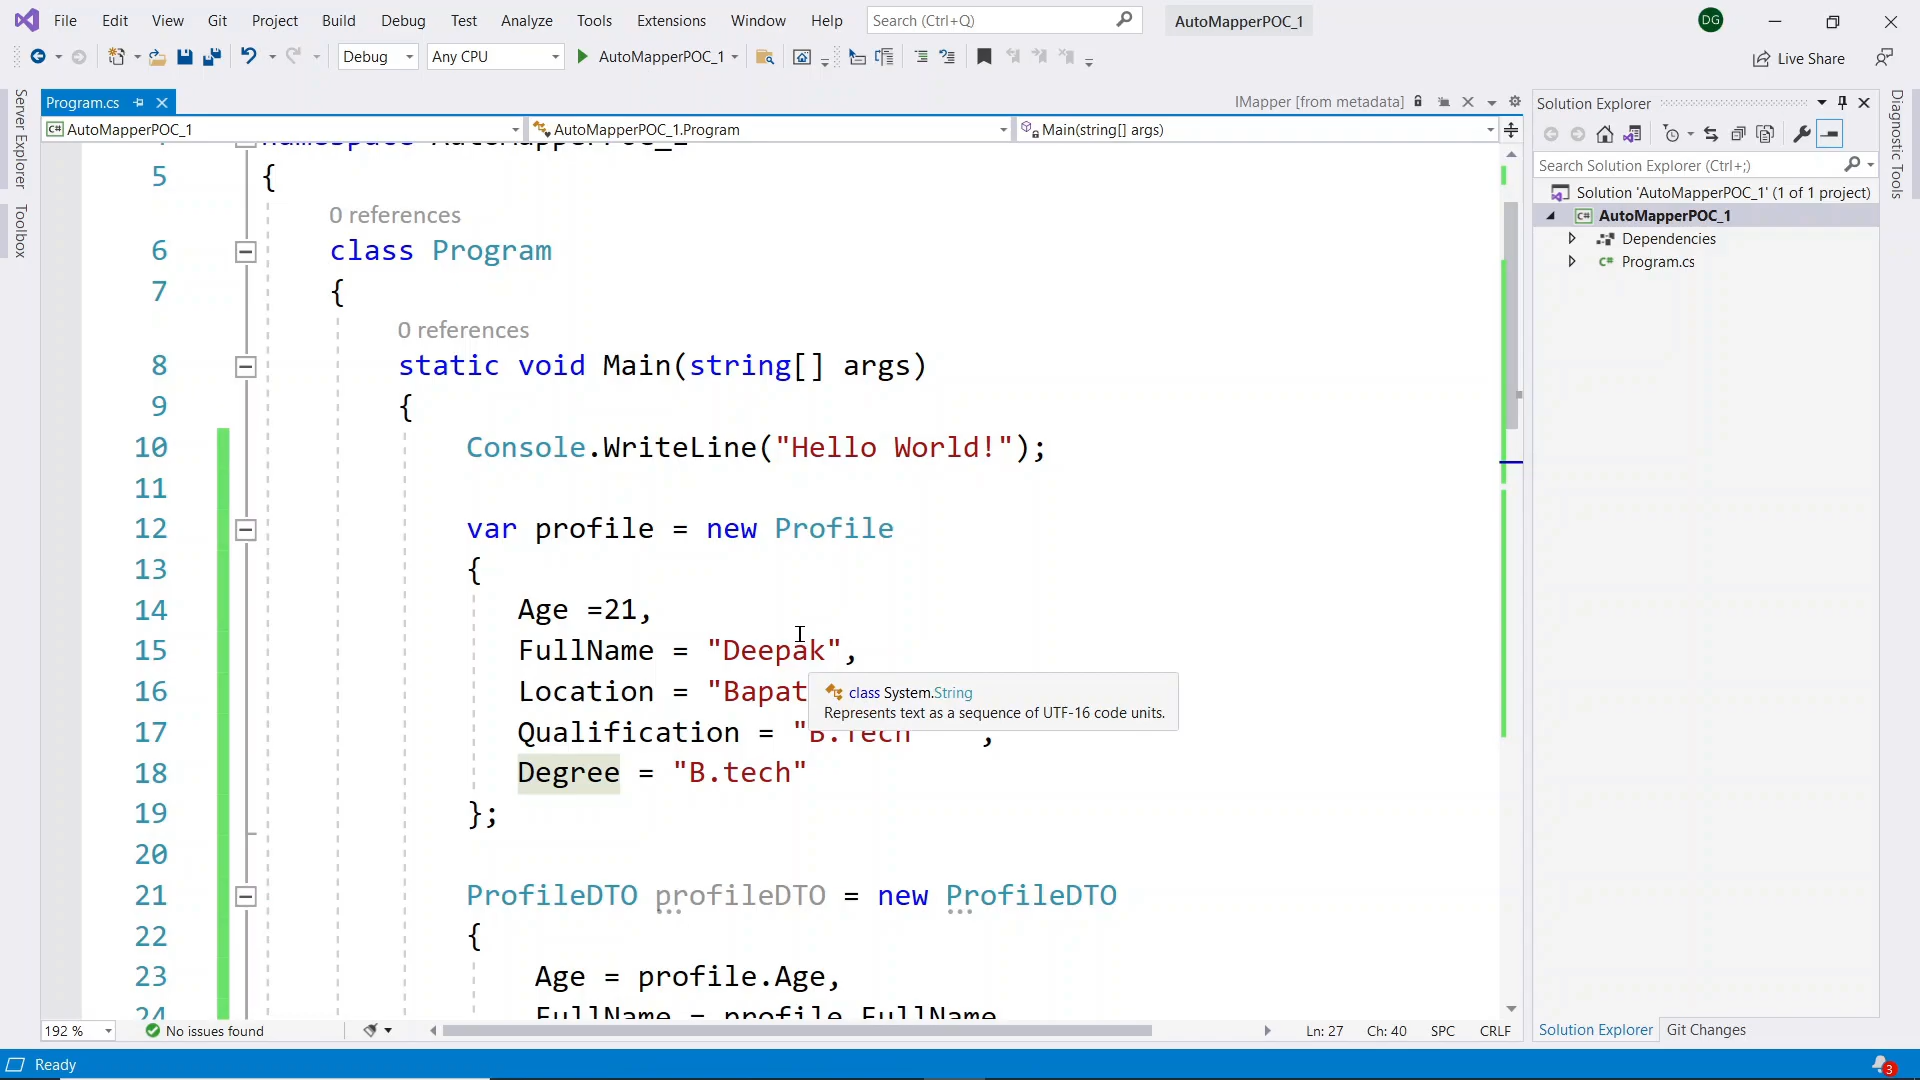 File Edit View Git Project Build Debug Test Analyze Tools Extensions Window Help Search (Ctrl+Q) AutoMapperPOC_1 DG
Debug Any CPU AutoMapperPOC_1 Live Share
Server Explorer
Toolbox
Program.cs IMapper [from metadata]
AutoMapperPOC_1 AutoMapperPOC_1.Program Main(string[] args)
5 {
0 references
6 class Program
7 {
0 references
8 static void Main(string[] args)
9 {
10 Console.WriteLine("Hello World!");
11
12 var profile = new Profile
13 {
14 Age =21,
15 FullName = "Deepak",
16 Location = "Bapat
class System.String
Represents text as a sequence of UTF-16 code units.
17 Qualification = "B.Tech ,
18 Degree = "B.tech"
19 };
20
21 ProfileDTO profileDTO = new ProfileDTO
22 {
23 Age = profile.Age,
24 FullName = profile.FullName
192 % No issues found Ln: 27 Ch: 40 SPC CRLF
Solution Explorer
Search Solution Explorer (Ctrl+;)
Solution 'AutoMapperPOC_1' (1 of 1 project)
AutoMapperPOC_1
Dependencies
Program.cs
Solution Explorer Git Changes
Diagnostic Tools
Ready 3